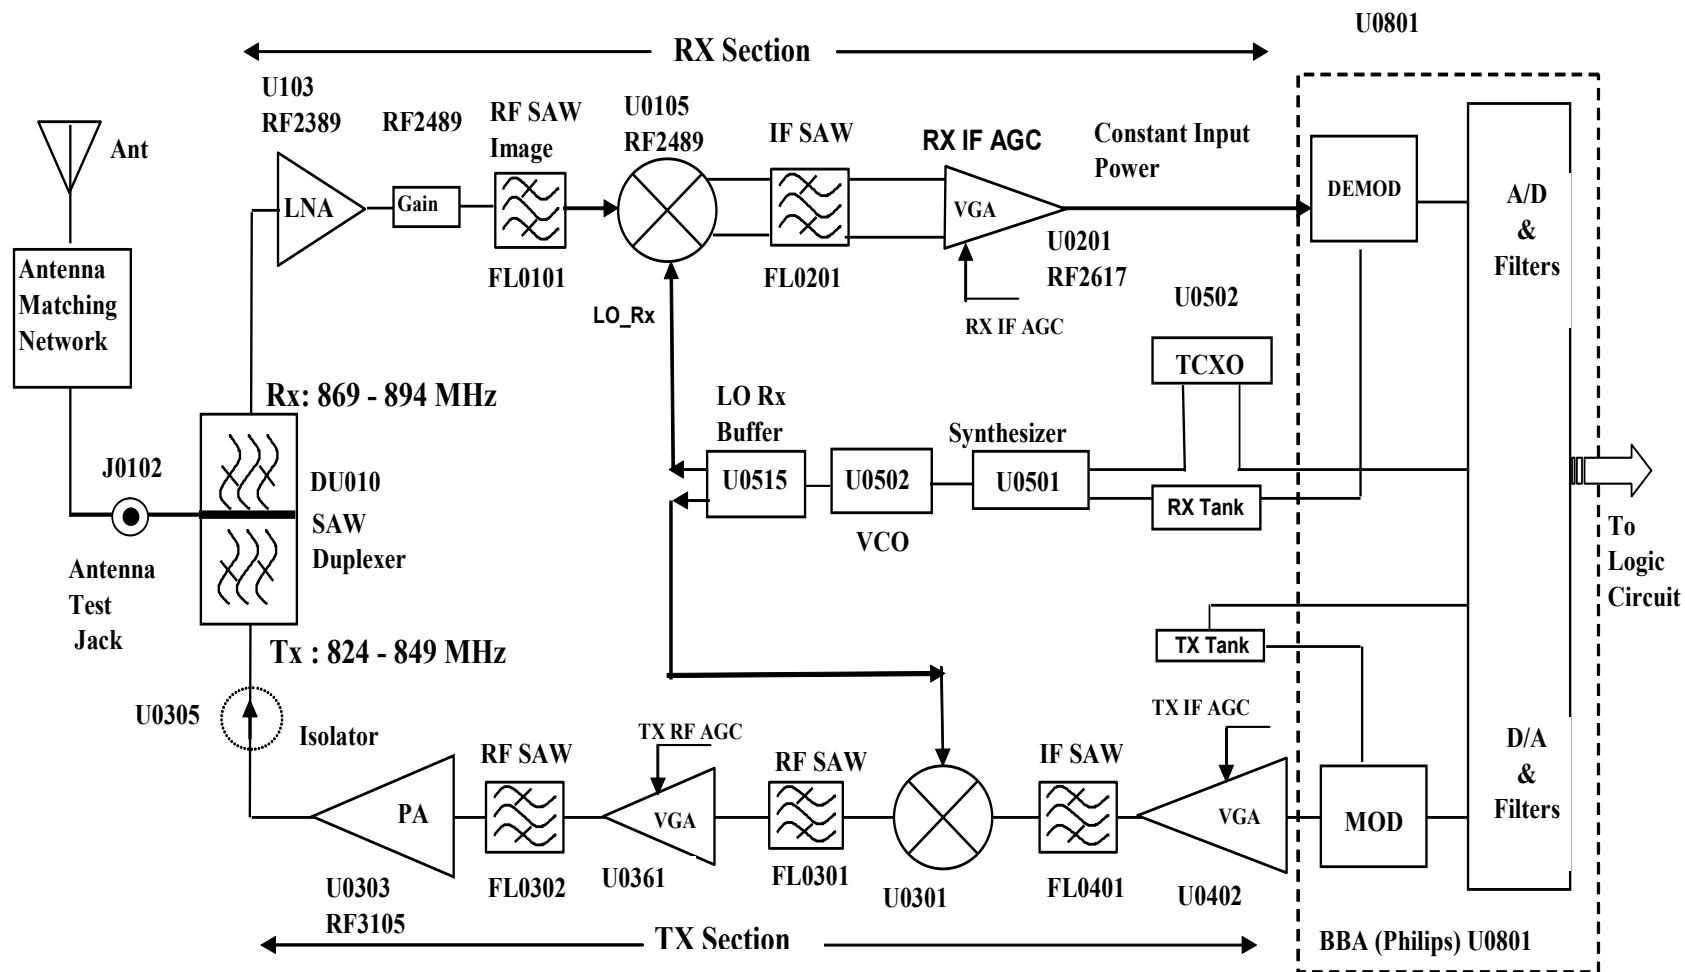 U0801
RX Section
U103
RF2389
RF2489
RF SAW
Image
U0105
RF2489
IF SAW
RX IF AGC
Constant Input
Power
Ant
LNA
Gain
VGA
DEMOD
A/D
&
Filters
U0201
RF2617
FL0101
FL0201
LO_Rx
RX IF AGC
U0502
TCXO
Antenna
Matching
Network
Rx: 869 - 894 MHz
LO Rx
Buffer
Synthesizer
J0102
DU010
SAW
Duplexer
U0515
U0502
U0501
RX Tank
VCO
To
Logic
Circuit
Antenna
Test
Jack
Tx : 824 - 849 MHz
TX Tank
U0305
Isolator
TX RF AGC
TX IF AGC
RF SAW
RF SAW
IF SAW
D/A
&
Filters
PA
VGA
VGA
MOD
U0303
RF3105
FL0302
U0361
FL0301
U0301
FL0401
U0402
TX Section
BBA (Philips) U0801